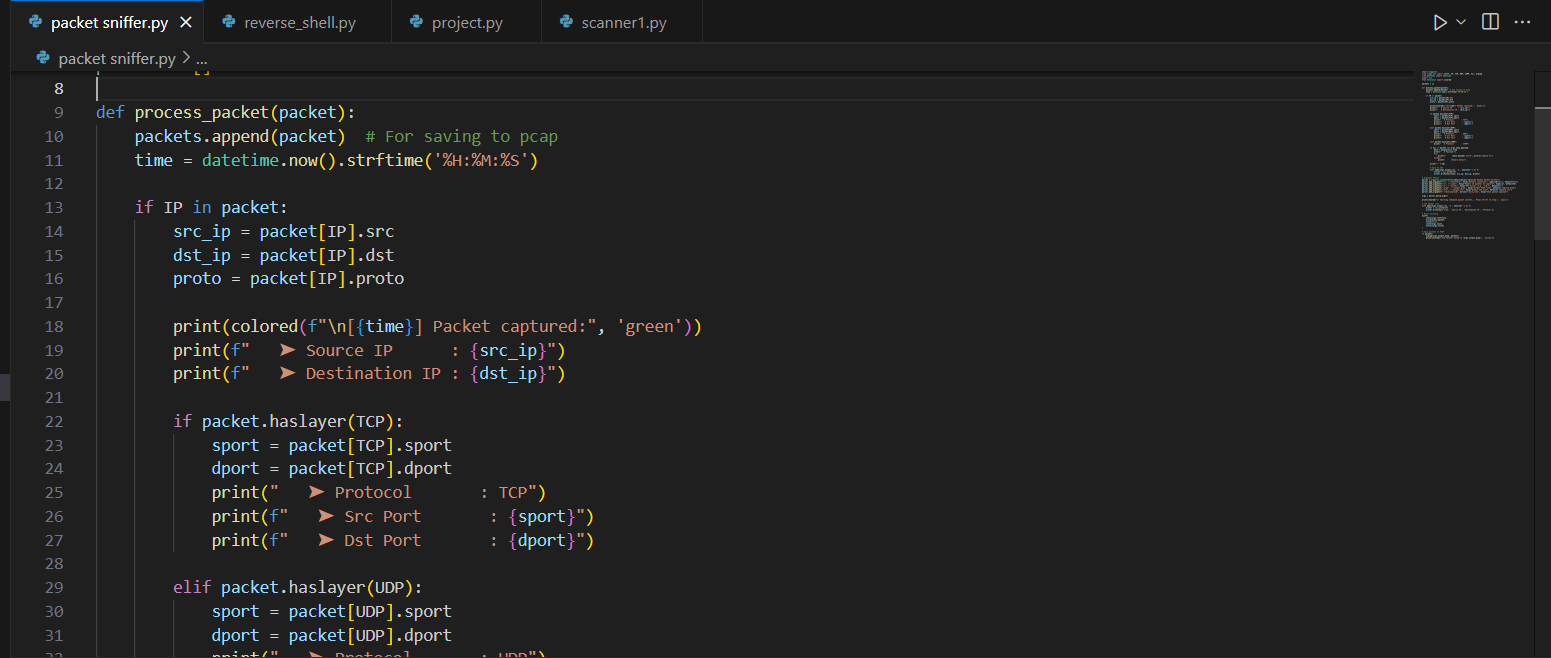 packet sniffer.py
reverse_shell.py
project.py
scanner1.py
packet sniffer.py > ...
8
9 def process_packet(packet):
10     packets.append(packet)  # For saving to pcap
11     time = datetime.now().strftime('%H:%M:%S')
12
13     if IP in packet:
14         src_ip = packet[IP].src
15         dst_ip = packet[IP].dst
16         proto = packet[IP].proto
17
18         print(colored(f"\n[{time}] Packet captured:", 'green'))
19         print(f"   ➤ Source IP      : {src_ip}")
20         print(f"   ➤ Destination IP : {dst_ip}")
21
22         if packet.haslayer(TCP):
23             sport = packet[TCP].sport
24             dport = packet[TCP].dport
25             print("   ➤ Protocol       : TCP")
26             print(f"   ➤ Src Port       : {sport}")
27             print(f"   ➤ Dst Port       : {dport}")
28
29         elif packet.haslayer(UDP):
30             sport = packet[UDP].sport
31             dport = packet[UDP].dport
32             print("   ➤ Protocol       : UDP")